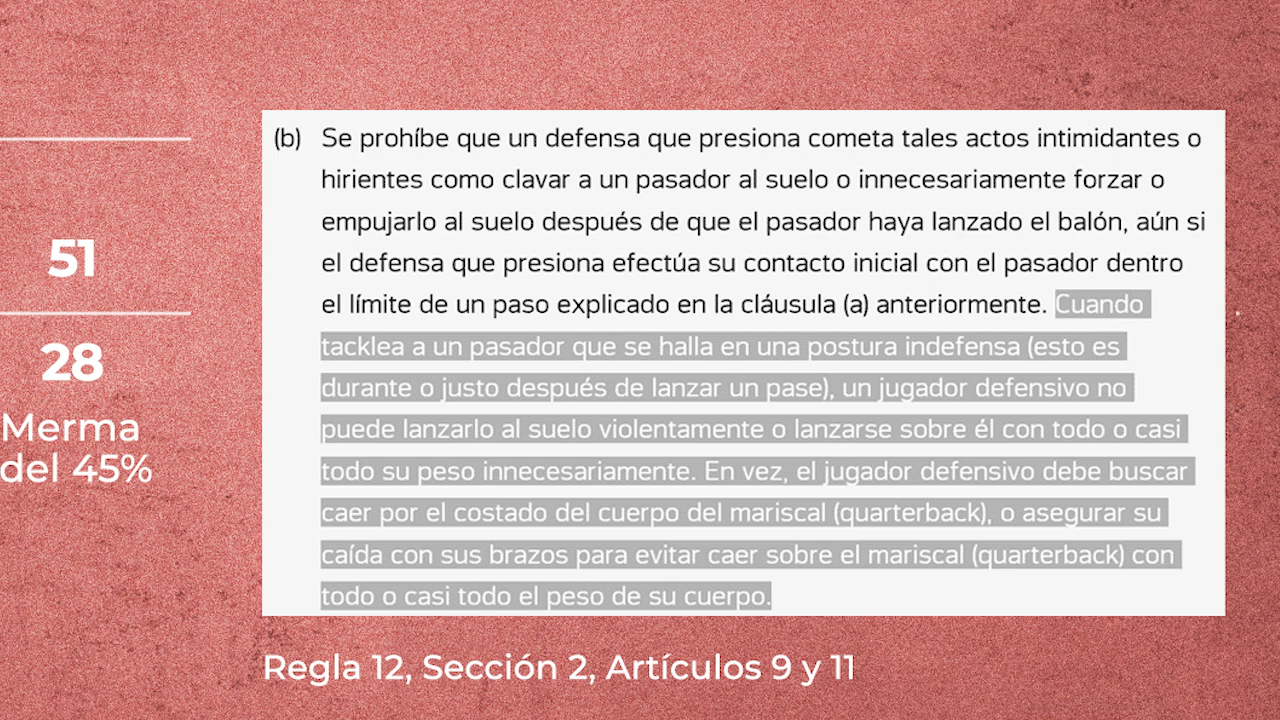 51
28
Merma
del 45%
(b) Se prohíbe que un defensa que presiona cometa tales actos intimidantes o
hirientes como clavar a un pasador al suelo o innecesariamente forzar o
empujarlo al suelo después de que el pasador haya lanzado el balón, aún si
el defensa que presiona efectúa su contacto inicial con el pasador dentro
el límite de un paso explicado en la cláusula (a) anteriormente. Cuando
tacklea a un pasador que se halla en una postura indefensa (esto es
durante o justo después de lanzar un pase), un jugador defensivo no
puede lanzarlo al suelo violentamente o lanzarse sobre él con todo o casi
todo su peso innecesariamente. En vez, el jugador defensivo debe buscar
caer por el costado del cuerpo del mariscal (quarterback), o asegurar su
caída con sus brazos para evitar caer sobre el mariscal (quarterback) con
todo o casi todo el peso de su cuerpo.
Regla 12, Sección 2, Artículos 9 y 11